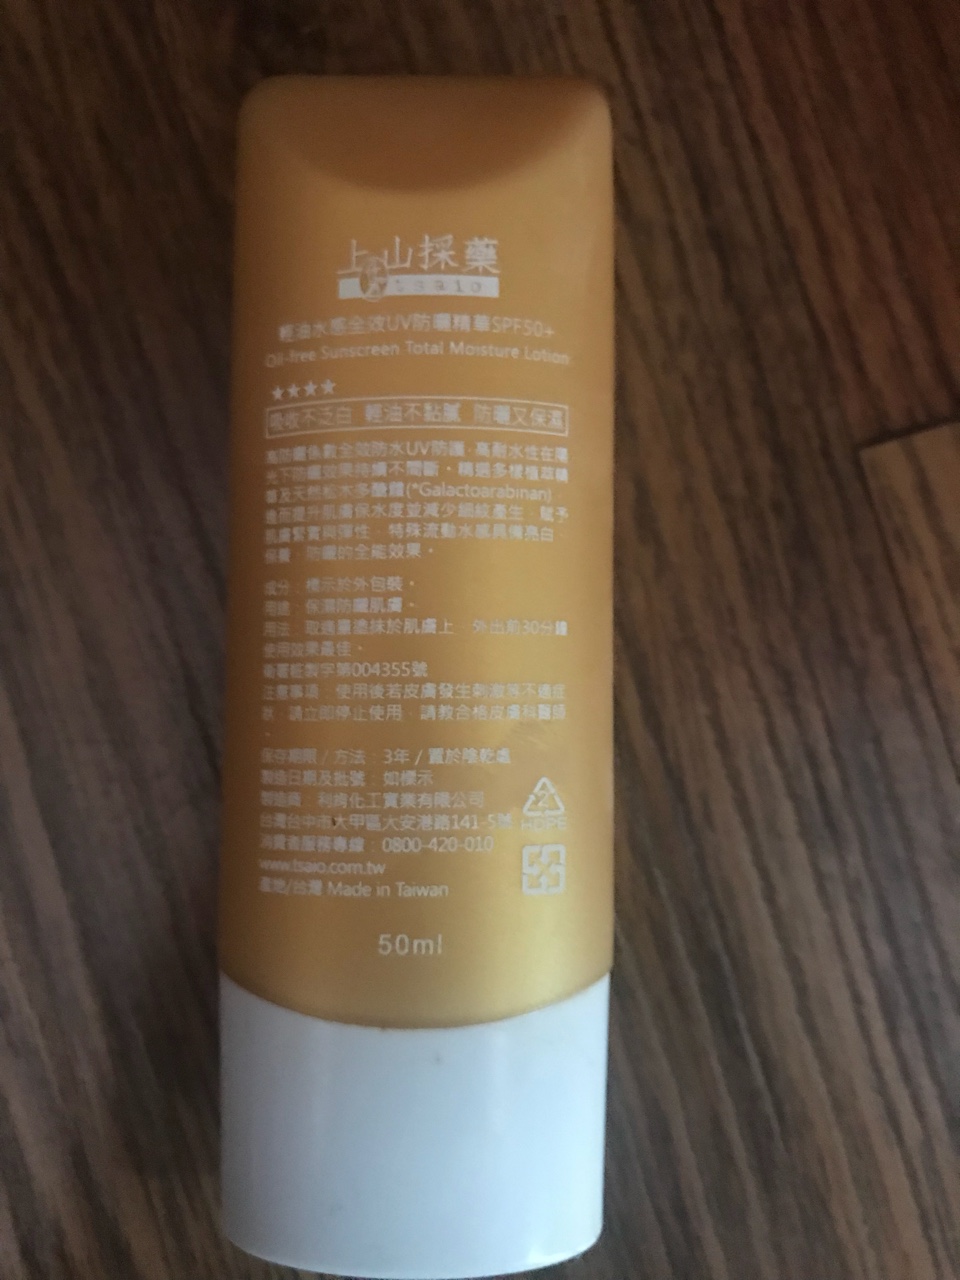 上山採藥
tsaio
輕油水感全效UV防曬精華SPF50+
Oil-free Sunscreen Total Moisture Lotion
★★★★
吸收不泛白 輕油不黏膩 防曬又保濕
高防曬係數全效防水UV防護，高耐水性在陽
光下防曬效果持續不間斷。精選多樣植萃精
華及天然松木多醣體(*Galactoarabinan)，
進而提升肌膚保水度並減少細紋產生，賦予
肌膚緊實與彈性，特殊流動水感具備亮白、
保養、防曬的全能效果。
成分：標示於外包裝。
用途：保濕防曬肌膚。
用法：取適量塗抹於肌膚上，外出前30分鐘
使用效果最佳。
衛署粧製字第004355號
注意事項：使用後若皮膚發生刺激等不適症
狀，請立即停止使用，請教合格皮膚科醫師
。
保存期限/方法：3年/置於陰乾處
製造日期及批號：如標示
製造商：利肯化工實業有限公司
台灣台中市大甲區大安港路141-5號
消費者服務專線：0800-420-010
www.tsaio.com.tw
產地/台灣 Made in Taiwan
2
HDPE
50ml